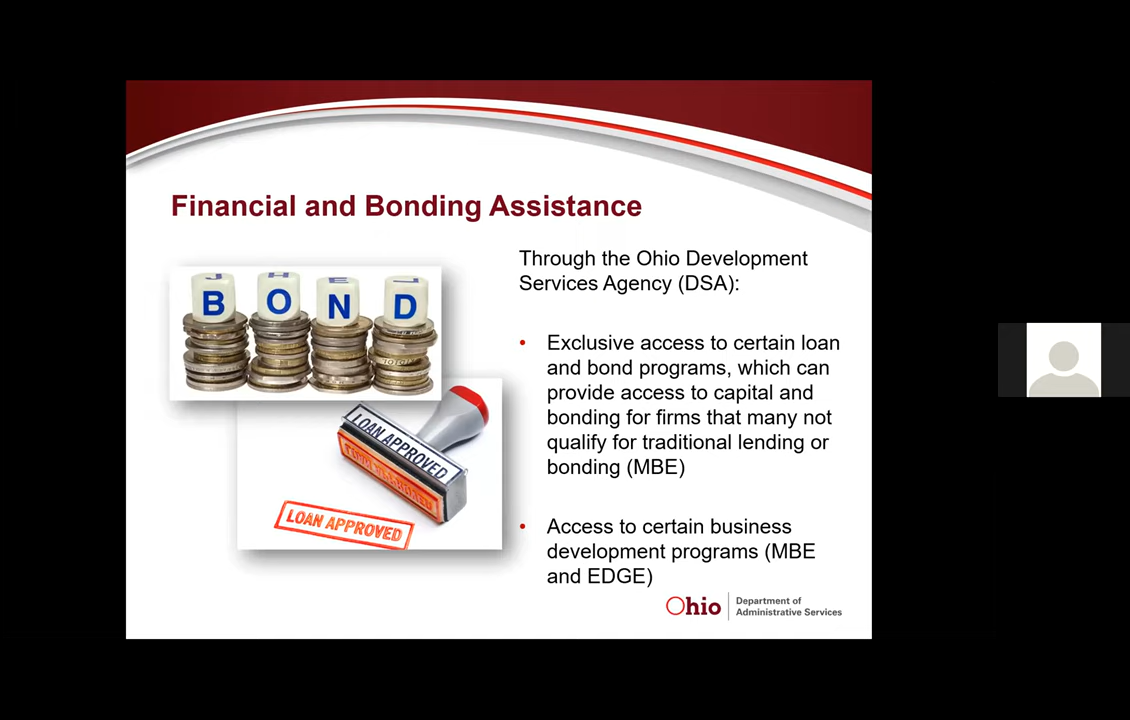 Financial and Bonding Assistance
B O N D
LOAN APPROVED
LOAN APPROVED
Through the Ohio Development
Services Agency (DSA):
• Exclusive access to certain loan
and bond programs, which can
provide access to capital and
bonding for firms that many not
qualify for traditional lending or
bonding (MBE)
• Access to certain business
development programs (MBE
and EDGE)
Ohio
Department of
Administrative Services